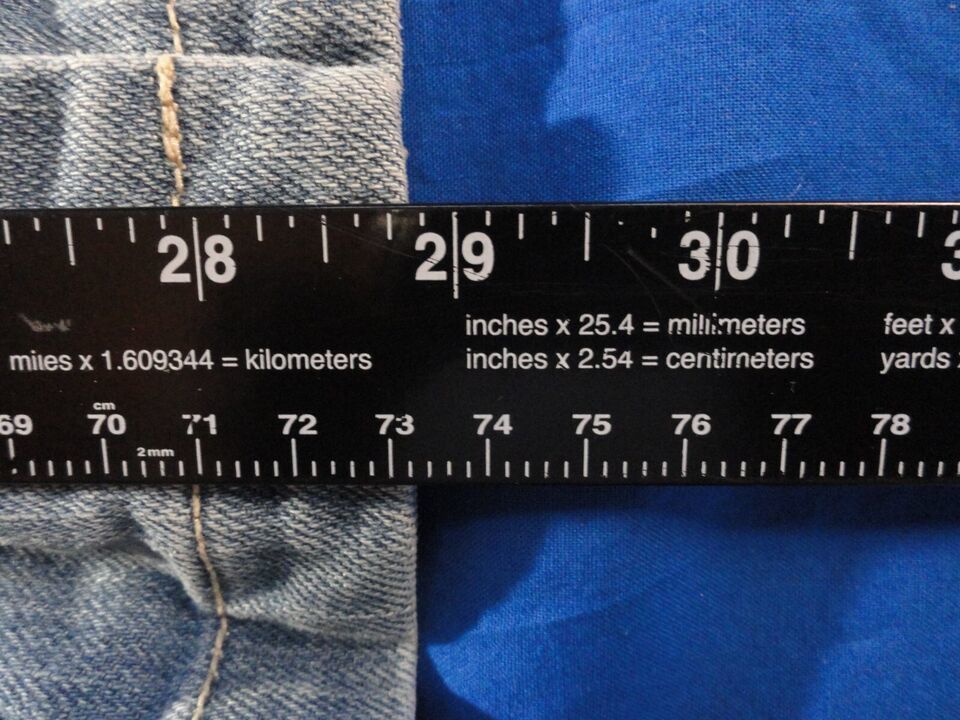 28 29 30
inches x 25.4 = millimeters feet x
miles x 1.609344 = kilometers inches x 2.54 = centimeters yards
cm
69 70 71 72 73 74 75 76 77 78
2mm